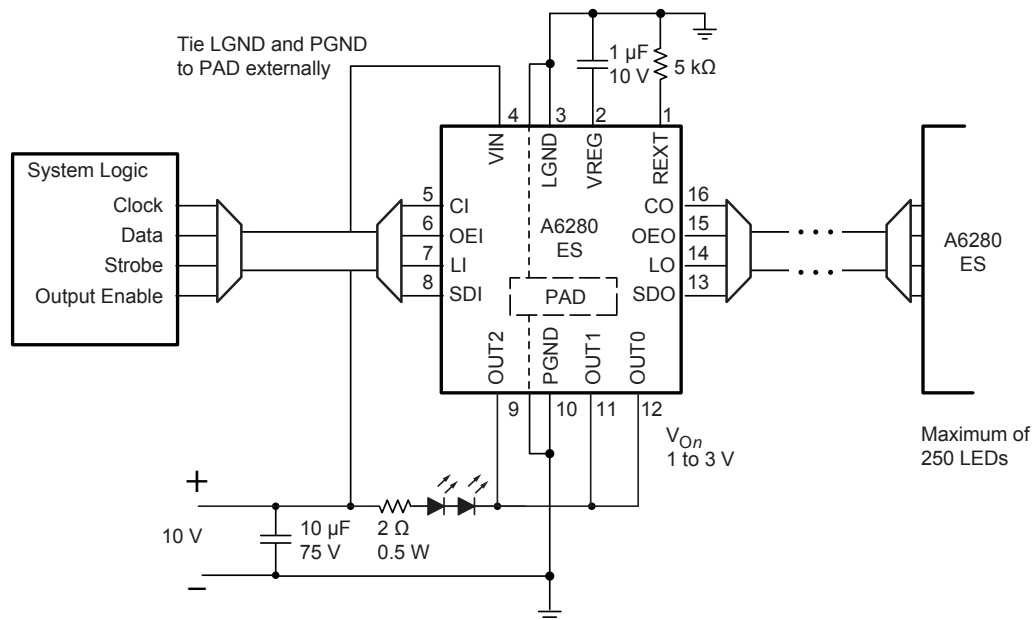 Tie LGND and PGND
to PAD externally
1 µF
10 V
5 kΩ
4
3
2
1
VIN
LGND
VREG
REXT
System Logic
Clock
Data
Strobe
Output Enable
5
6
7
8
CI
OEI
LI
SDI
A6280
ES
PAD
CO
OEO
LO
SDO
16
15
14
13
A6280
ES
OUT2
PGND
OUT1
OUT0
9
10
11
12
VOn
1 to 3 V
Maximum of
250 LEDs
+
10 V
–
10 µF
75 V
2 Ω
0.5 W